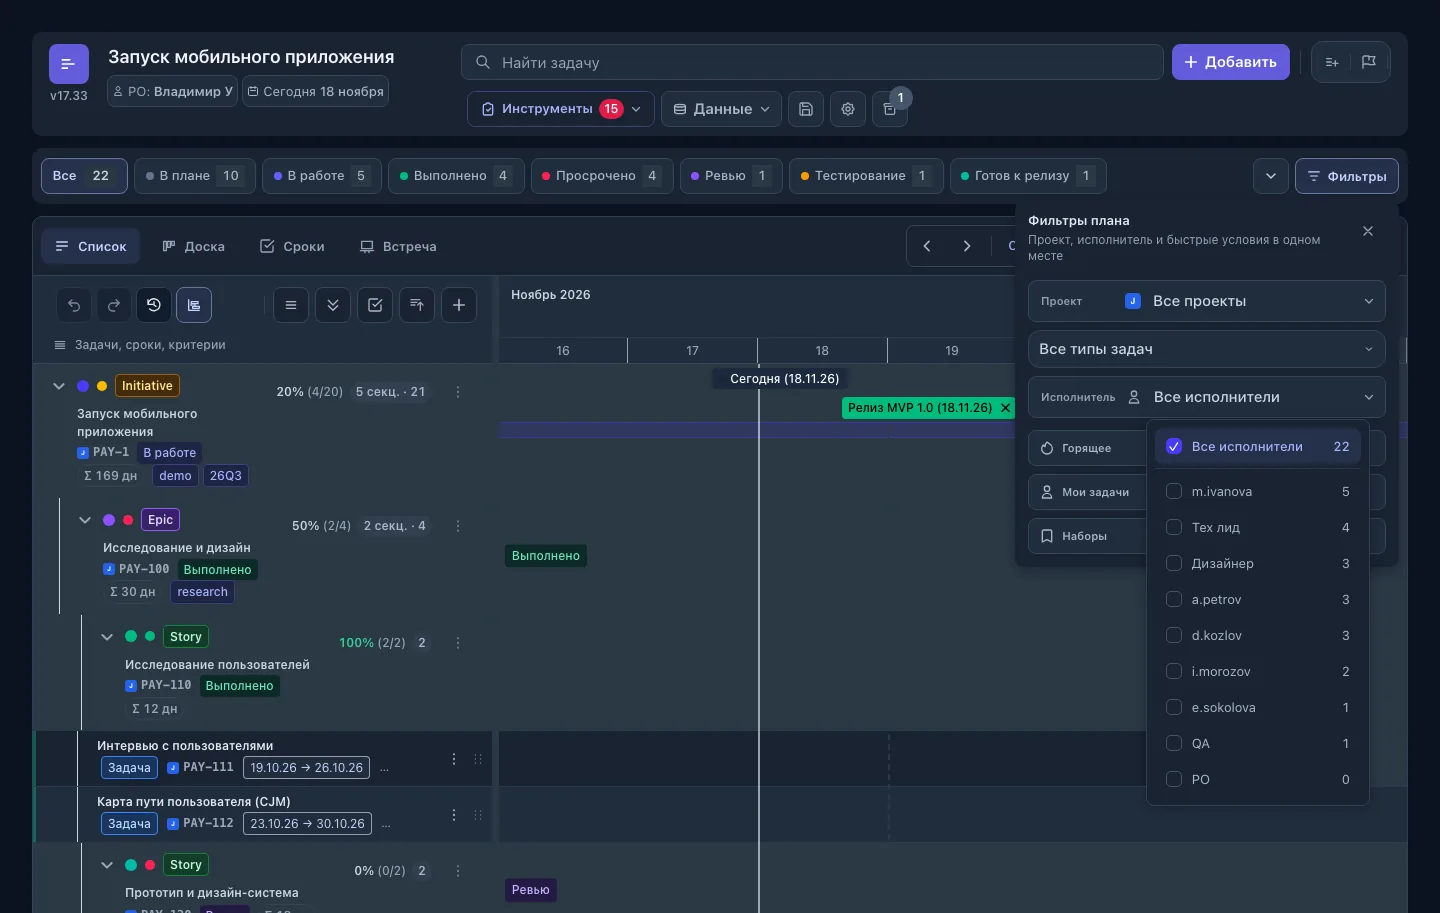 Запуск мобильного приложения
v17.33
PO: Владимир У
Сегодня 18 ноября
Найти задачу
Добавить
Инструменты 15
Данные
1
Все 22
В плане 10
В работе 5
Выполнено 4
Просрочено 4
Ревью 1
Тестирование 1
Готов к релизу 1
Фильтры
Список
Доска
Сроки
Встреча
Фильтры плана
Проект, исполнитель и быстрые условия в одном
месте
Проект
Все проекты
Все типы задач
Исполнитель
Все исполнители
Горящее
Мои задачи
Наборы
Все исполнители 22
m.ivanova 5
Тех лид 4
Дизайнер 3
a.petrov 3
d.kozlov 3
i.morozov 2
e.sokolova 1
QA 1
PO 0
Задачи, сроки, критерии
Ноябрь 2026
16 17 18 19
Сегодня (18.11.26)
Релиз MVP 1.0 (18.11.26)
Initiative
20% (4/20) 5 секц. · 21
Запуск мобильного
приложения
PAY-1 В работе
Σ 169 дн demo 26Q3
Epic
50% (2/4) 2 секц. · 4
Исследование и дизайн
PAY-100 Выполнено
Σ 30 дн research
Выполнено
Story
100% (2/2) 2
Исследование пользователей
PAY-110 Выполнено
Σ 12 дн
Интервью с пользователями
Задача PAY-111 19.10.26 → 26.10.26 ...
Карта пути пользователя (CJM)
Задача PAY-112 23.10.26 → 30.10.26 ...
Story
0% (0/2) 2
Прототип и дизайн-система
Ревью